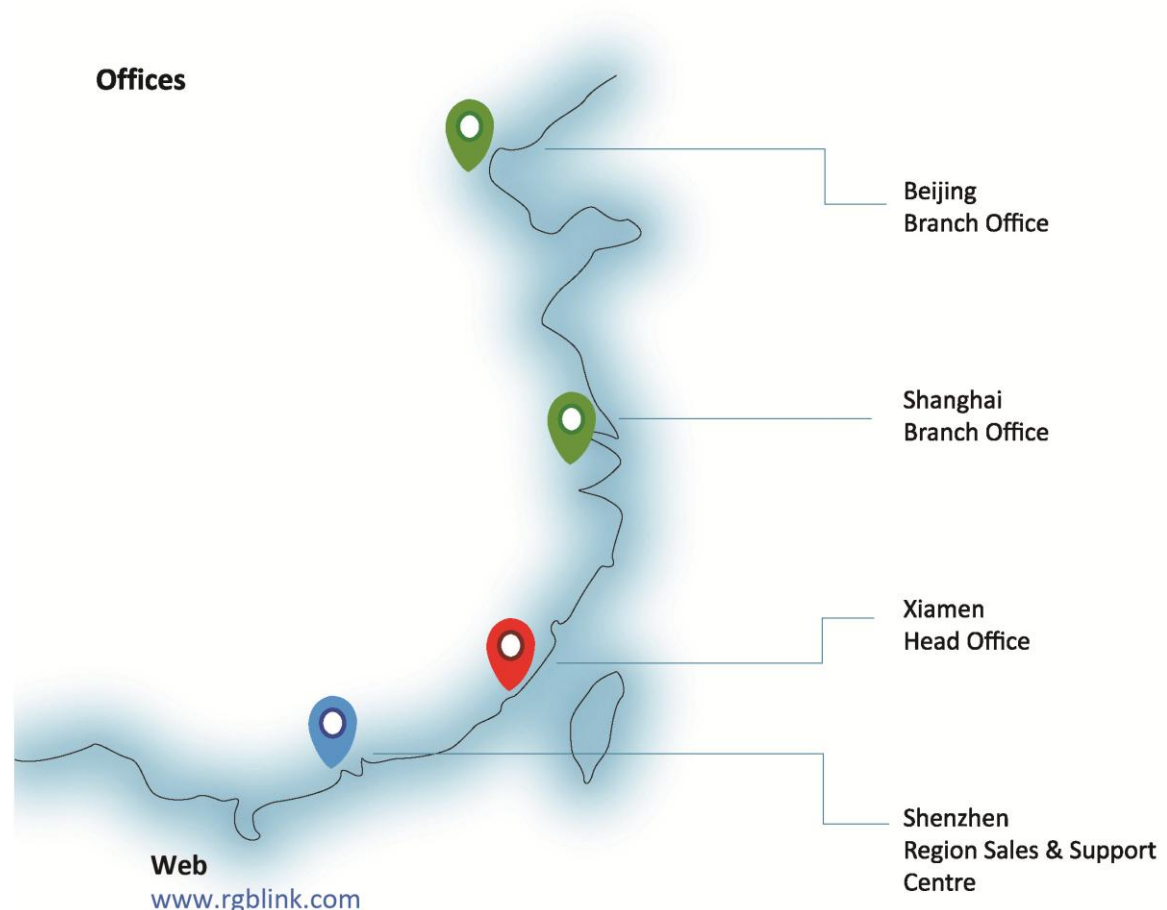 Offices
Beijing
Branch Office
Shanghai
Branch Office
Xiamen
Head Office
Shenzhen
Region Sales & Support
Centre
Web
www.rgblink.com